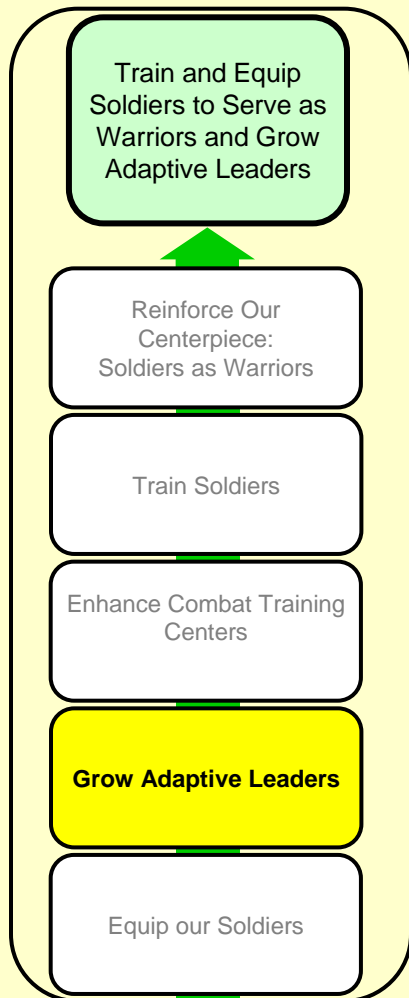 Train and Equip
Soldiers to Serve as
Warriors and Grow
Adaptive Leaders
Reinforce Our
Centerpiece:
Soldiers as Warriors
Train Soldiers
Enhance Combat Training
Centers
Grow Adaptive Leaders
Equip our Soldiers